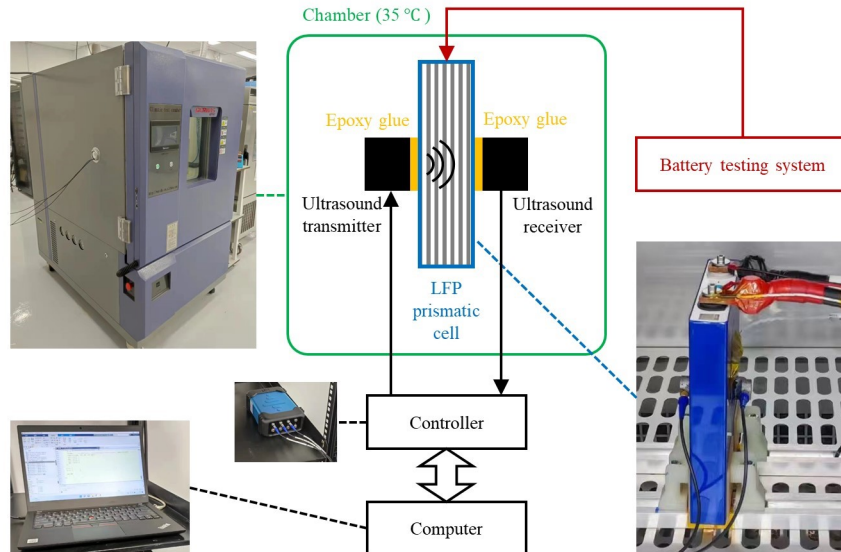 Chamber (35 ℃ )
Epoxy glue
Epoxy glue
Battery testing system
Ultrasound
transmitter
Ultrasound
receiver
LFP
prismatic
cell
Controller
Computer